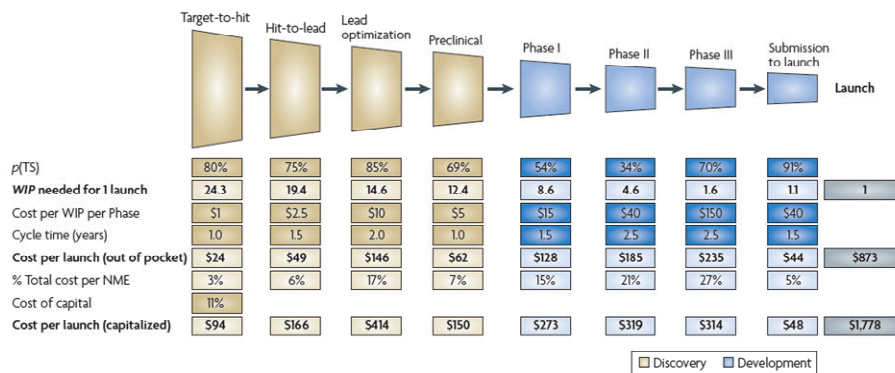 Target-to-hit
Hit-to-lead
Lead
optimization
Preclinical
Phase I
Phase II
Phase III
Submission
to launch
Launch
p(TS) 80% 75% 85% 69% 54% 34% 70% 91%
WIP needed for 1 launch 24.3 19.4 14.6 12.4 8.6 4.6 1.6 1.1 1
Cost per WIP per Phase $1 $2.5 $10 $5 $15 $40 $150 $40
Cycle time (years) 1.0 1.5 2.0 1.0 1.5 2.5 2.5 1.5
Cost per launch (out of pocket) $24 $49 $146 $62 $128 $185 $235 $44 $873
% Total cost per NME 3% 6% 17% 7% 15% 21% 27% 5%
Cost of capital 11%
Cost per launch (capitalized) $94 $166 $414 $150 $273 $319 $314 $48 $1,778
Discovery Development